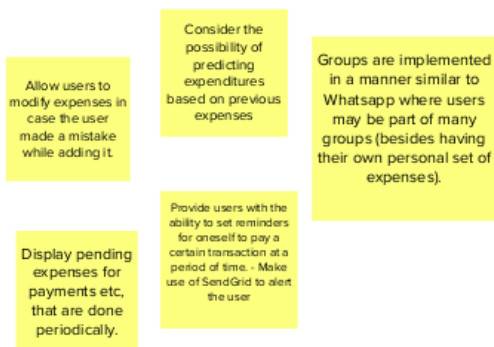 Allow users to
modify expenses in
case the user
made a mistake
while adding it.
Consider the
possibility of
predicting
expenditures
based on previous
expenses
Groups are implemented
in a manner similar to
Whatsapp where users
may be part of many
groups (besides having
their own personal set of
expenses).
Display pending
expenses for
payments etc,
that are done
periodically.
Provide users with the
ability to set reminders
for oneself to pay a
certain transaction at a
period of time. - Make
use of SendGrid to alert
the user